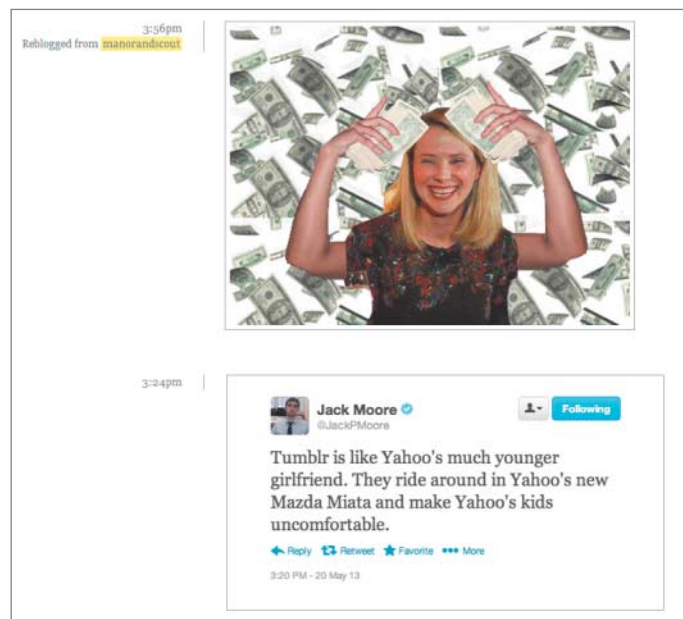 3:56pm
Reblogged from manorandscout
3:24pm
Jack Moore
@JackPMoore
Following
Tumblr is like Yahoo's much younger
girlfriend. They ride around in Yahoo's new
Mazda Miata and make Yahoo's kids
uncomfortable.
Reply Retweet Favorite More
3:20 PM - 20 May 13